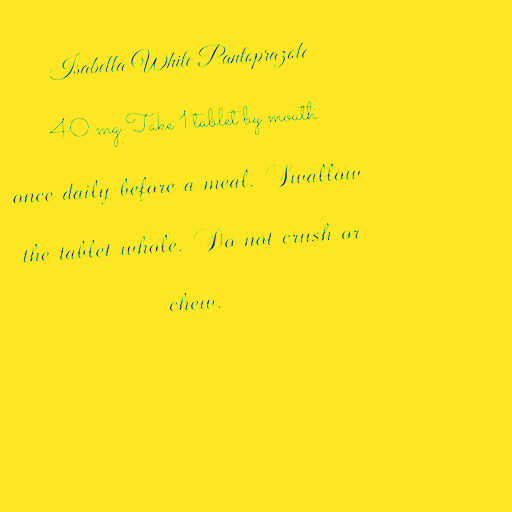 Isabella White Pantoprazole
40 mg Take 1 tablet by mouth
once daily before a meal. Swallow
the tablet whole. Do not crush or
chew.